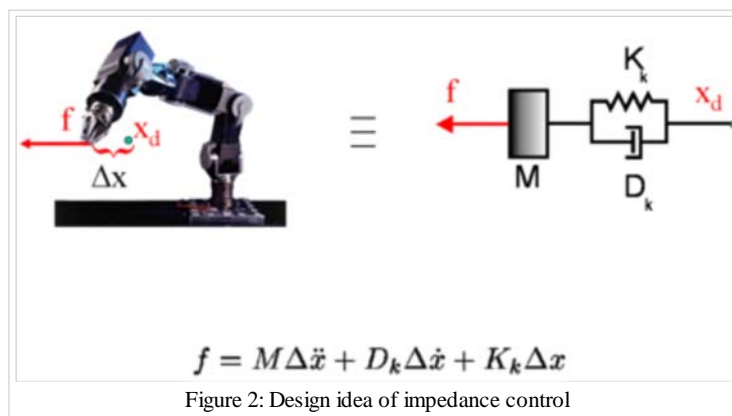 f x_d
Δx
≡
f
M
K_k
D_k
x_d
f = MΔẍ + D_kΔẋ + K_kΔx
Figure 2: Design idea of impedance control